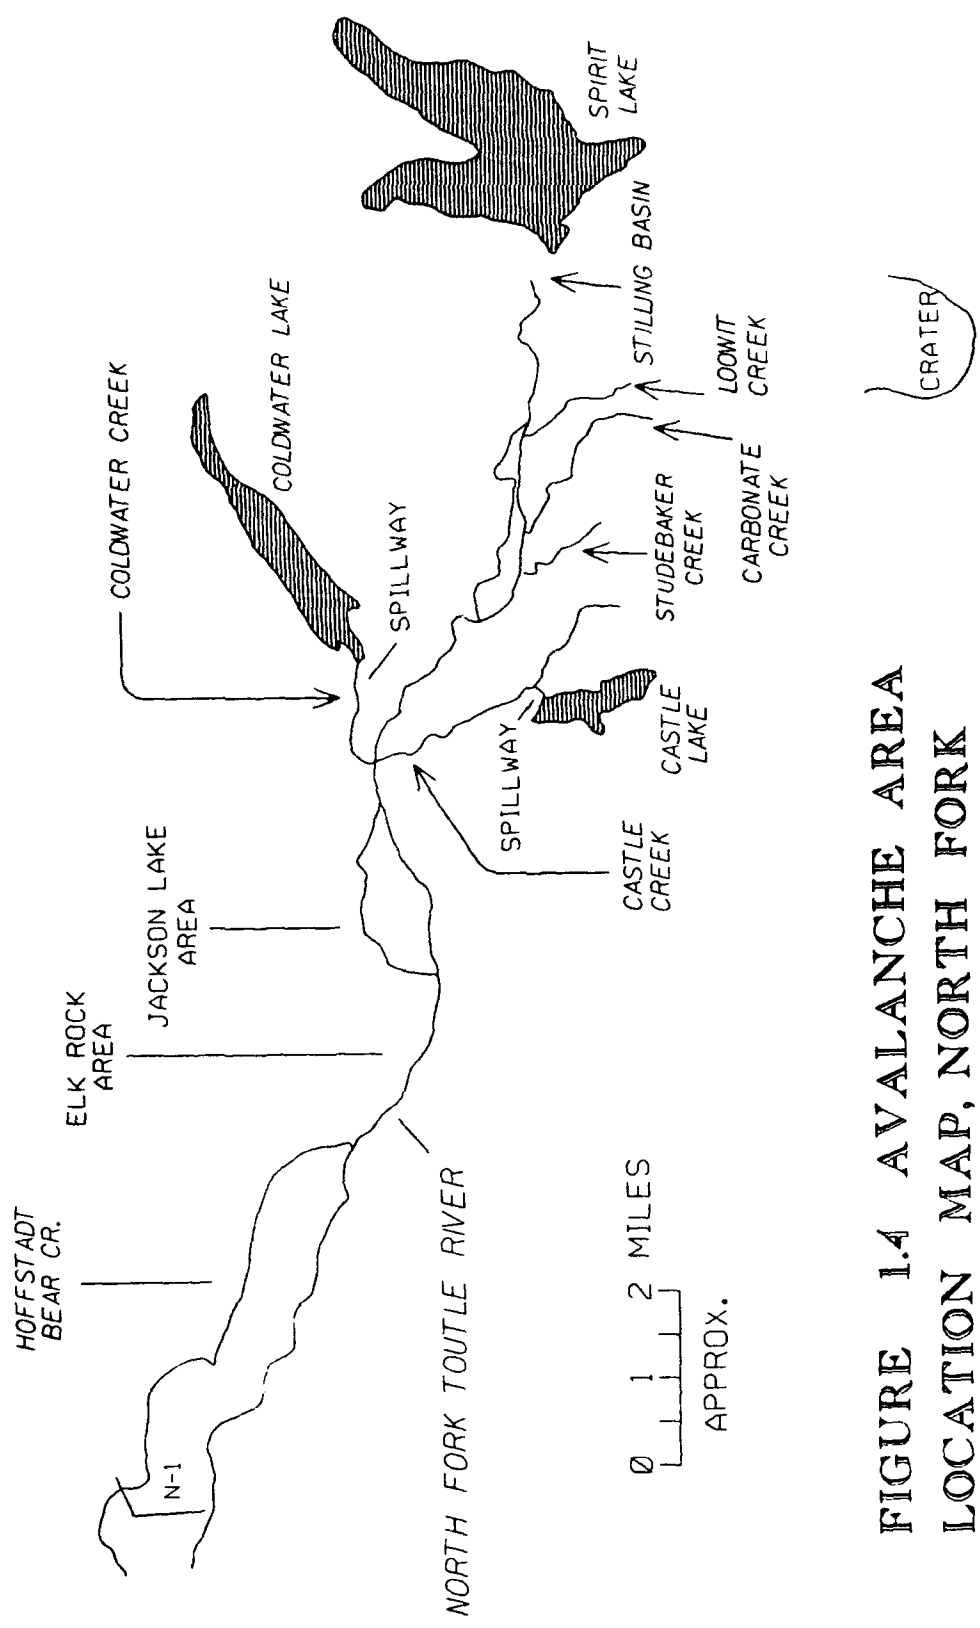 HOFFSTADT
BEAR CR.
ELK ROCK
AREA
JACKSON LAKE
AREA
COLDWATER CREEK
COLDWATER LAKE
SPILLWAY
SPIRIT
LAKE
N-1
NORTH FORK TOUTLE RIVER
SPILLWAY
CASTLE
CREEK
CASTLE
LAKE
STUDEBAKER
CREEK
CARBONATE
CREEK
LOOWIT
CREEK
STILLING BASIN
CRATER
0 1 2 MILES
APPROX.
FIGURE 1.4 AVALANCHE AREA
LOCATION MAP, NORTH FORK